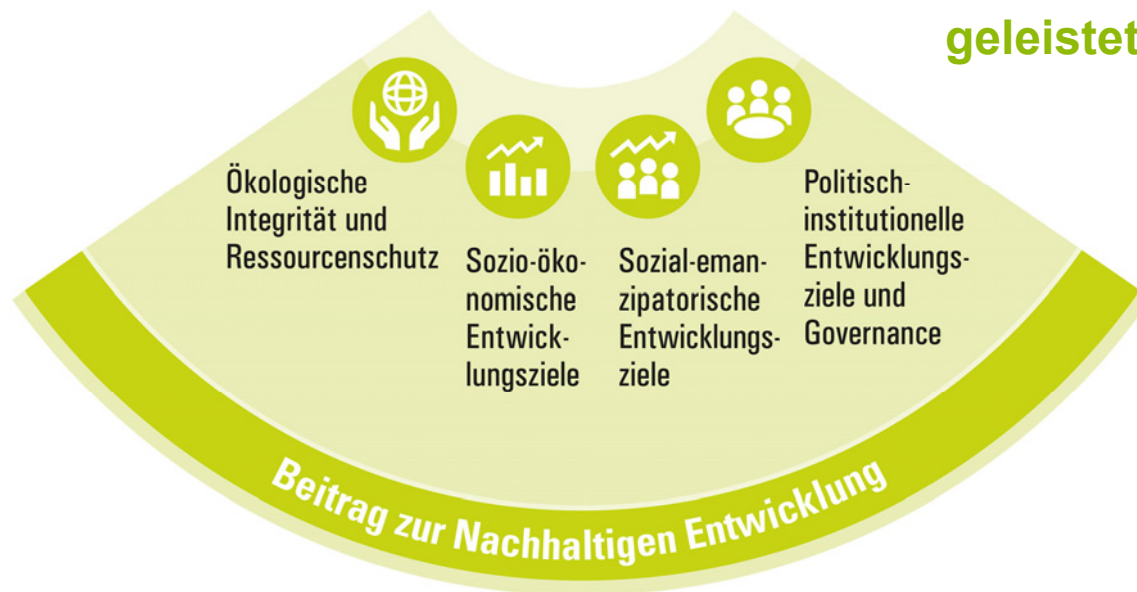 geleistet
Ökologische
Integrität und
Ressourcenschutz
Sozio-öko-
nomische
Entwick-
lungsziele
Sozial-eman-
zipatorische
Entwicklungs-
ziele
Politisch-
institutionelle
Entwicklungs-
ziele und
Governance
Beitrag zur Nachhaltigen Entwicklung